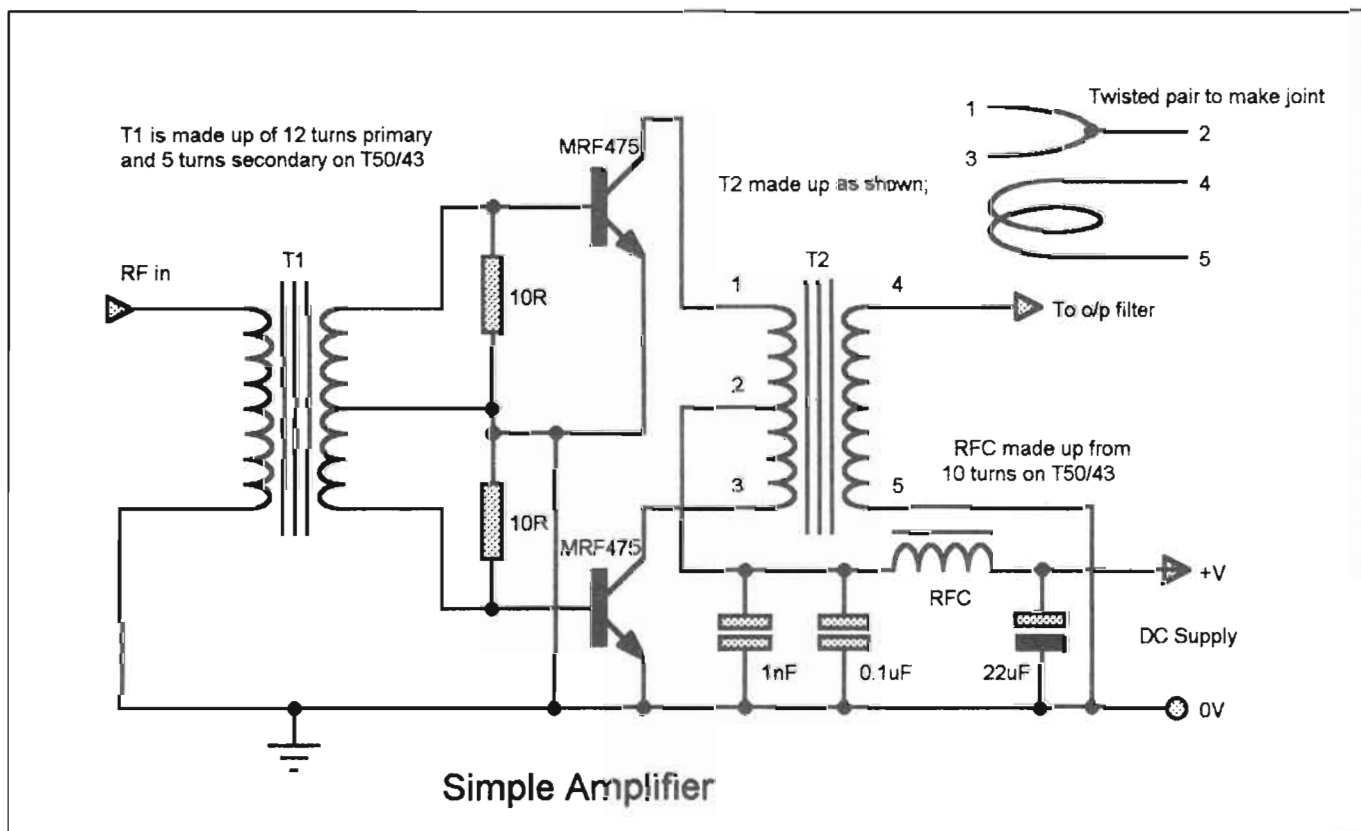 T1 is made up of 12 turns primary
and 5 turns secondary on T50/43
MRF475
1
3
Twisted pair to make joint
2
T2 made up as shown;
4
5
RF in
T1
10R
1
T2
4
To o/p filter
2
RFC made up from
10 turns on T50/43
3
5
10R
MRF475
RFC
+V
DC Supply
1nF
0.1uF
22uF
0V
Simple Amplifier